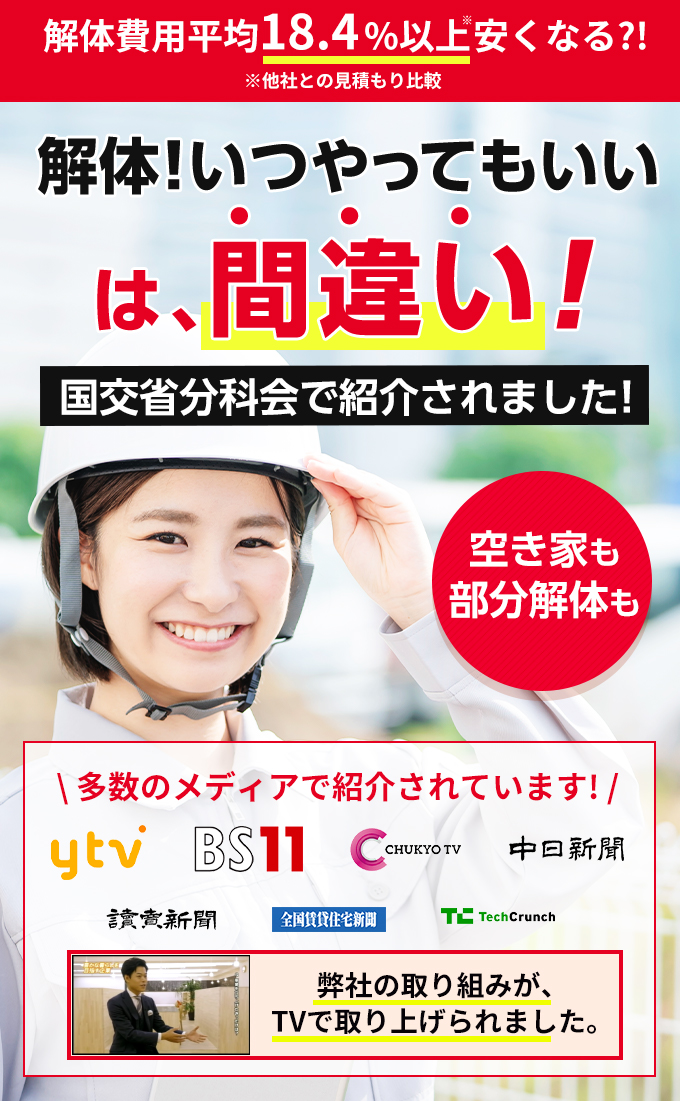 解体費用平均18.4%以上※安くなる?!
※他社との見積もり比較
解体!いつやってもいい
は、間違い!
国交省分科会で紹介されました!
空き家も
部分解体も
\ 多数のメディアで紹介されています! /
ytv BS11 CHUKYO TV 中日新聞
讀賣新聞 全国賃貸住宅新聞 TechCrunch
弊社の取り組みが、
TVで取り上げられました。